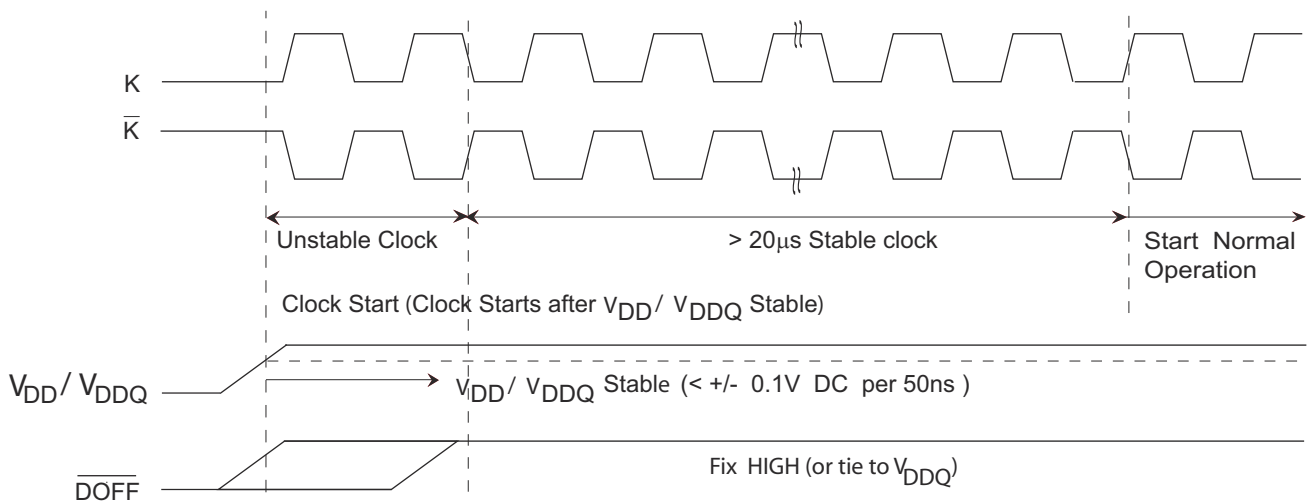 K
K̅
Unstable Clock
> 20μs Stable clock
Start Normal
Operation
Clock Start (Clock Starts after VDD / VDDQ Stable)
VDD / VDDQ
VDD / VDDQ Stable (< +/- 0.1V DC per 50ns )
D̅O̅F̅F̅
Fix HIGH (or tie to VDDQ)